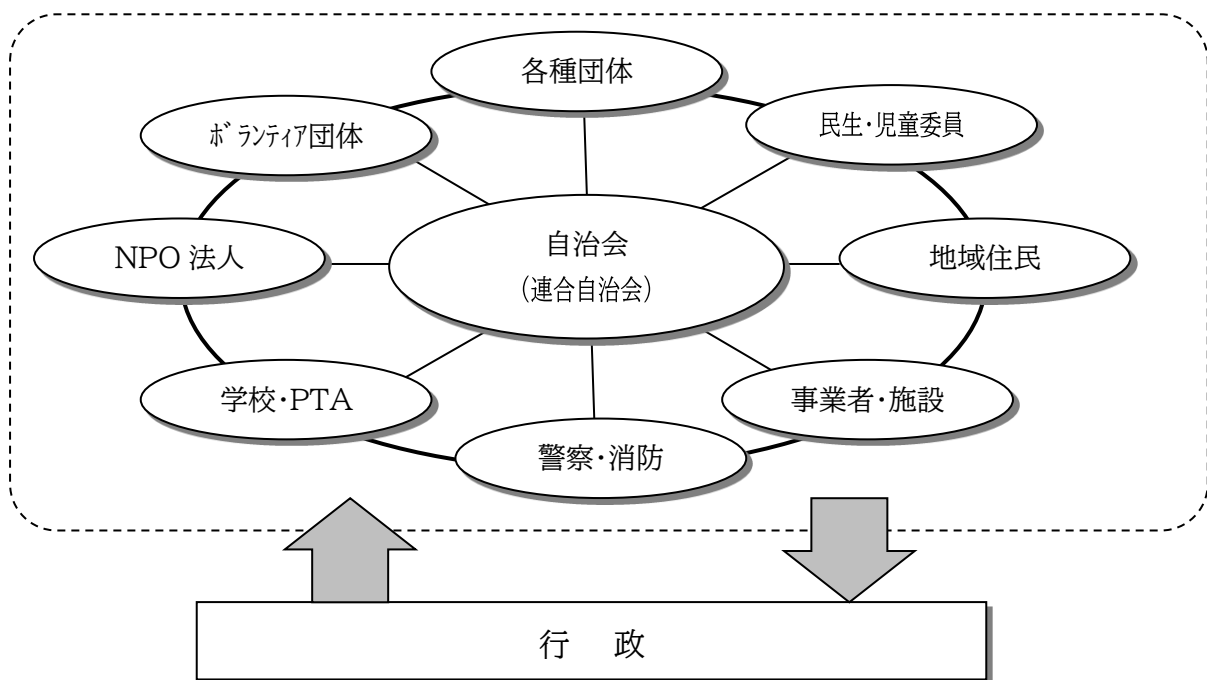 各種団体
ﾎﾞﾗﾝﾃｨｱ団体
民生・児童委員
NPO 法人
自治会
（連合自治会）
地域住民
学校・PTA
事業者・施設
警察・消防
行 政